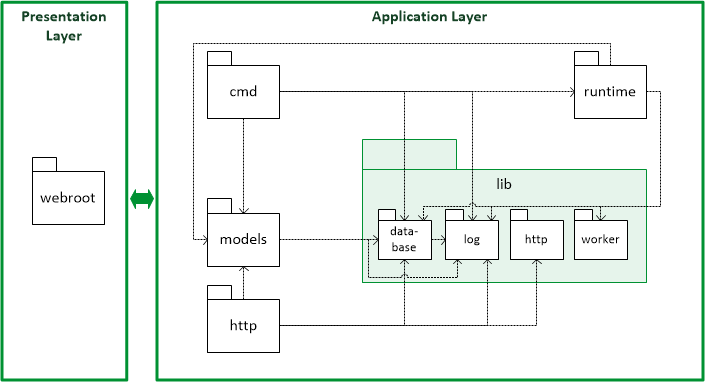 Presentation
Layer
Application Layer
cmd
runtime
webroot
lib
models
data-
base
log
http
worker
http